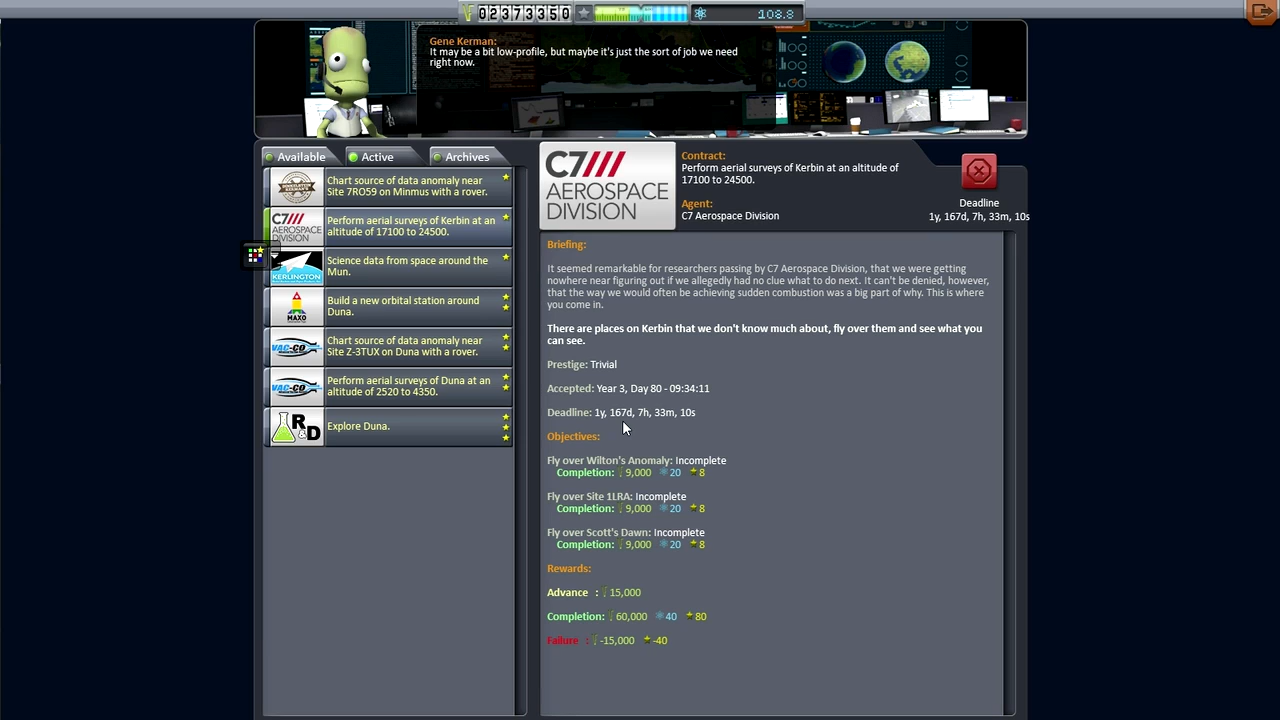 02373350
108.8
Gene Kerman:
It may be a bit low-profile, but maybe it's just the sort of job we need
right now.
Available
Active
Archives
Chart source of data anomaly near
Site 7RO59 on Minmus with a rover.
C7///
AEROSPACE
DIVISION
Perform aerial surveys of Kerbin at an
altitude of 17100 to 24500.
KERLINGTON
Science data from space around the
Mun.
MAXO
Build a new orbital station around
Duna.
VAC-CO
Chart source of data anomaly near
Site Z-3TUX on Duna with a rover.
VAC-CO
Perform aerial surveys of Duna at an
altitude of 2520 to 4350.
R&D
Explore Duna.
C7///
AEROSPACE
DIVISION
Contract:
Perform aerial surveys of Kerbin at an altitude of
17100 to 24500.
Agent:
C7 Aerospace Division
Deadline
1y, 167d, 7h, 33m, 10s
Briefing:
It seemed remarkable for researchers passing by C7 Aerospace Division, that we were getting
nowhere near figuring out if we allegedly had no clue what to do next. It can't be denied, however,
that the way we would often be achieving sudden combustion was a big part of why. This is where
you come in.
There are places on Kerbin that we don't know much about, fly over them and see what you
can see.
Prestige: Trivial
Accepted: Year 3, Day 80 - 09:34:11
Deadline: 1y, 167d, 7h, 33m, 10s
Objectives:
Fly over Wilton's Anomaly: Incomplete
Completion: 9,000 20 8
Fly over Site 1LRA: Incomplete
Completion: 9,000 20 8
Fly over Scott's Dawn: Incomplete
Completion: 9,000 20 8
Rewards:
Advance : 15,000
Completion: 60,000 40 80
Failure : -15,000 -40